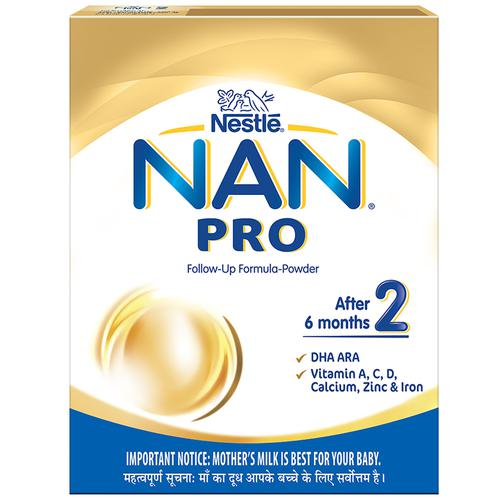 Nestlé
NAN®
PRO
Follow-Up Formula-Powder
After
6 months 2
DHA ARA
Vitamin A, C, D,
Calcium, Zinc & Iron
IMPORTANT NOTICE: MOTHER'S MILK IS BEST FOR YOUR BABY.
महत्वपूर्ण सूचना: माँ का दूध आपके बच्चे के लिए सर्वोत्तम है।